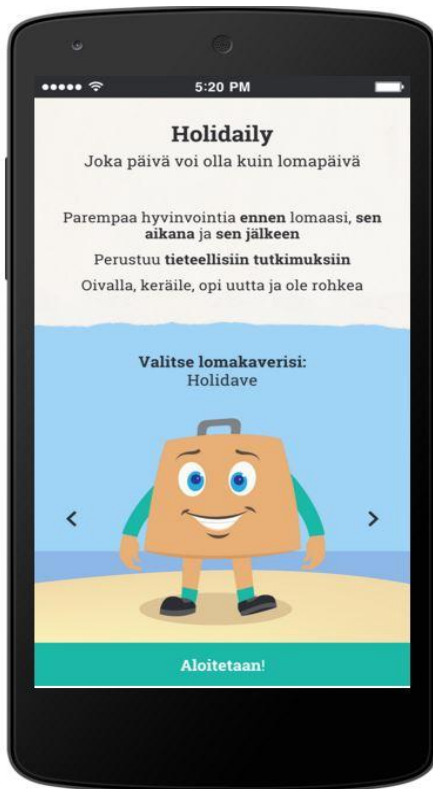 5:20 PM
Holidaily
Joka päivä voi olla kuin lomapäivä
Parempaa hyvinvointia ennen lomaasi, sen
aikana ja sen jälkeen
Perustuu tieteellisiin tutkimuksiin
Oivalla, keräile, opi uutta ja ole rohkea
Valitse lomakaverisi:
Holidave
Aloitetaan!